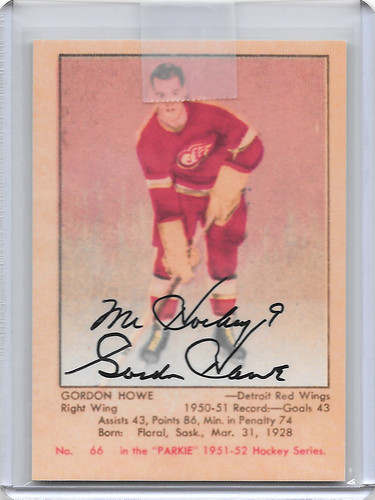 Mr Hockey 9
Gordie Howe
GORDON HOWE —Detroit Red Wings
Right Wing 1950-51 Record:—Goals 43
Assists 43, Points 86, Min. in Penalty 74
Born: Floral, Sask., Mar. 31, 1928
No. 66 in the "PARKIE" 1951-52 Hockey Series.